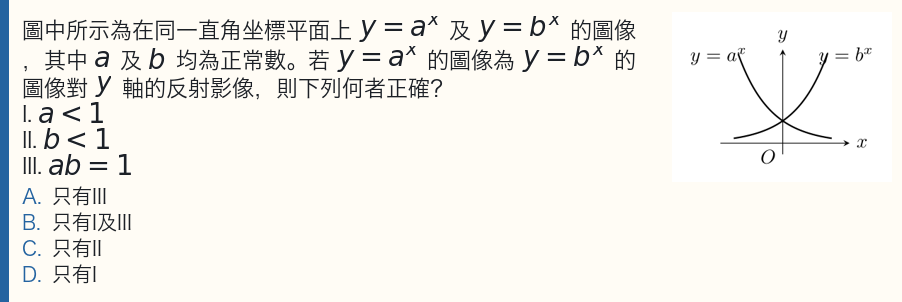 圖中所示為在同一直角坐標平面上 y = a^x 及 y = b^x 的圖像
，其中 a 及 b 均為正常數。若 y = a^x 的圖像為 y = b^x 的
圖像對 y 軸的反射影像，則下列何者正確?
I. a < 1
II. b < 1
III. ab = 1
A. 只有III
B. 只有I及III
C. 只有II
D. 只有I
y
y = a^x
y = b^x
x
O